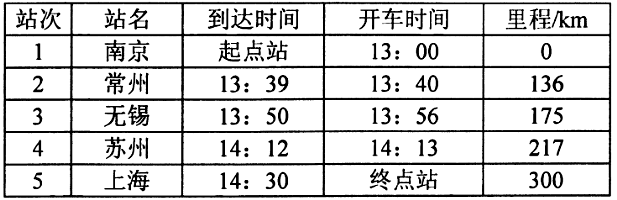 站次 站名 到达时间 开车时间 里程/km
1 南京 起点站 13：00 0
2 常州 13：39 13：40 136
3 无锡 13：50 13：56 175
4 苏州 14：12 14：13 217
5 上海 14：30 终点站 300